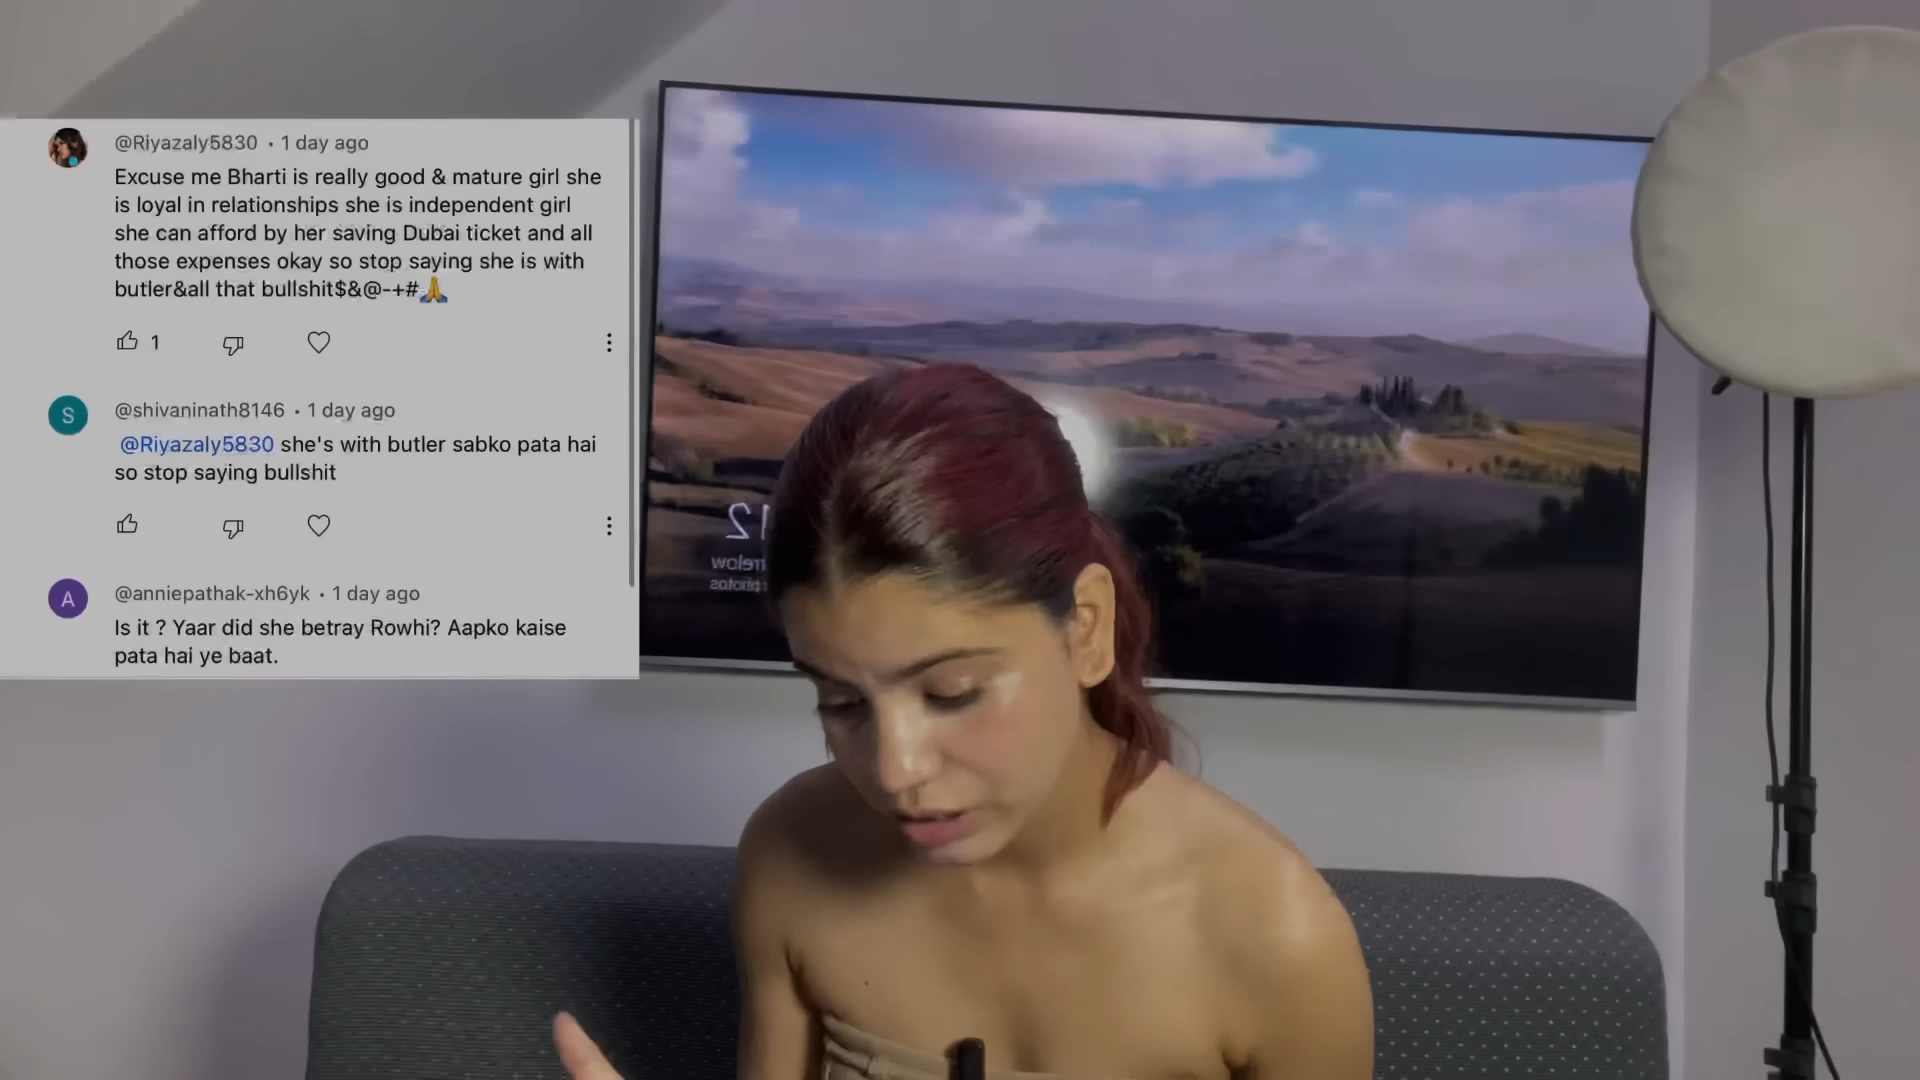 @Riyazaly5830 • 1 day ago
Excuse me Bharti is really good & mature girl she
is loyal in relationships she is independent girl
she can afford by her saving Dubai ticket and all
those expenses okay so stop saying she is with
butler&all that bullshit$&@-+#🙏
1
S
@shivaninath8146 • 1 day ago
@Riyazaly5830 she's with butler sabko pata hai
so stop saying bullshit
A
@anniepathak-xh6yk • 1 day ago
Is it ? Yaar did she betray Rowhi? Aapko kaise
pata hai ye baat.
photos